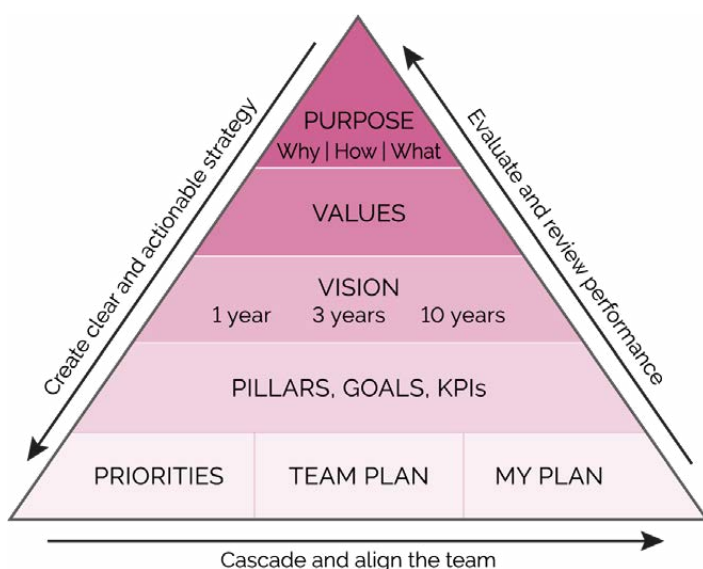 PURPOSE
Why | How | What
VALUES
VISION
1 year 3 years 10 years
PILLARS, GOALS, KPIs
PRIORITIES TEAM PLAN MY PLAN
Create clear and actionable strategy
Evaluate and review performance
Cascade and align the team